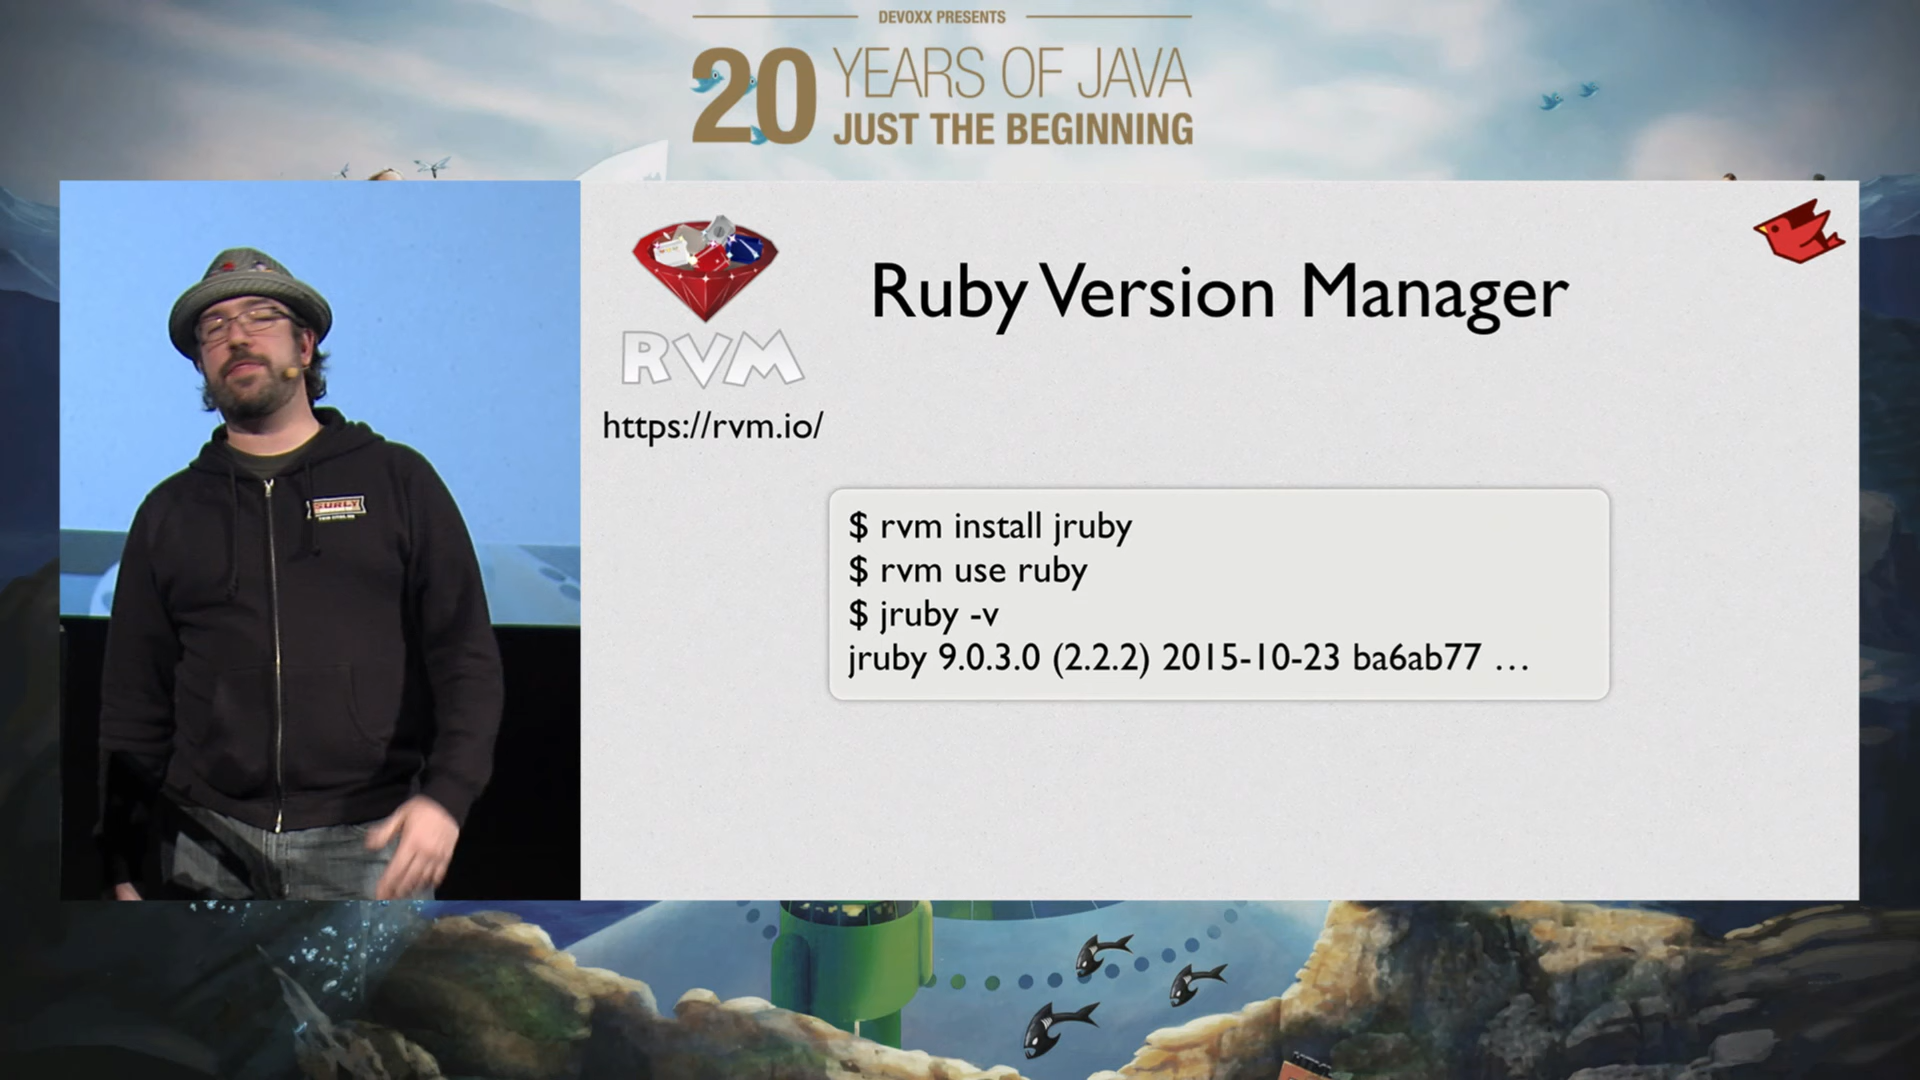 DEVOXX PRESENTS
20 YEARS OF JAVA
JUST THE BEGINNING
Ruby Version Manager
RVM
https://rvm.io/
SURLY
$ rvm install jruby
$ rvm use ruby
$ jruby -v
jruby 9.0.3.0 (2.2.2) 2015-10-23 ba6ab77 …